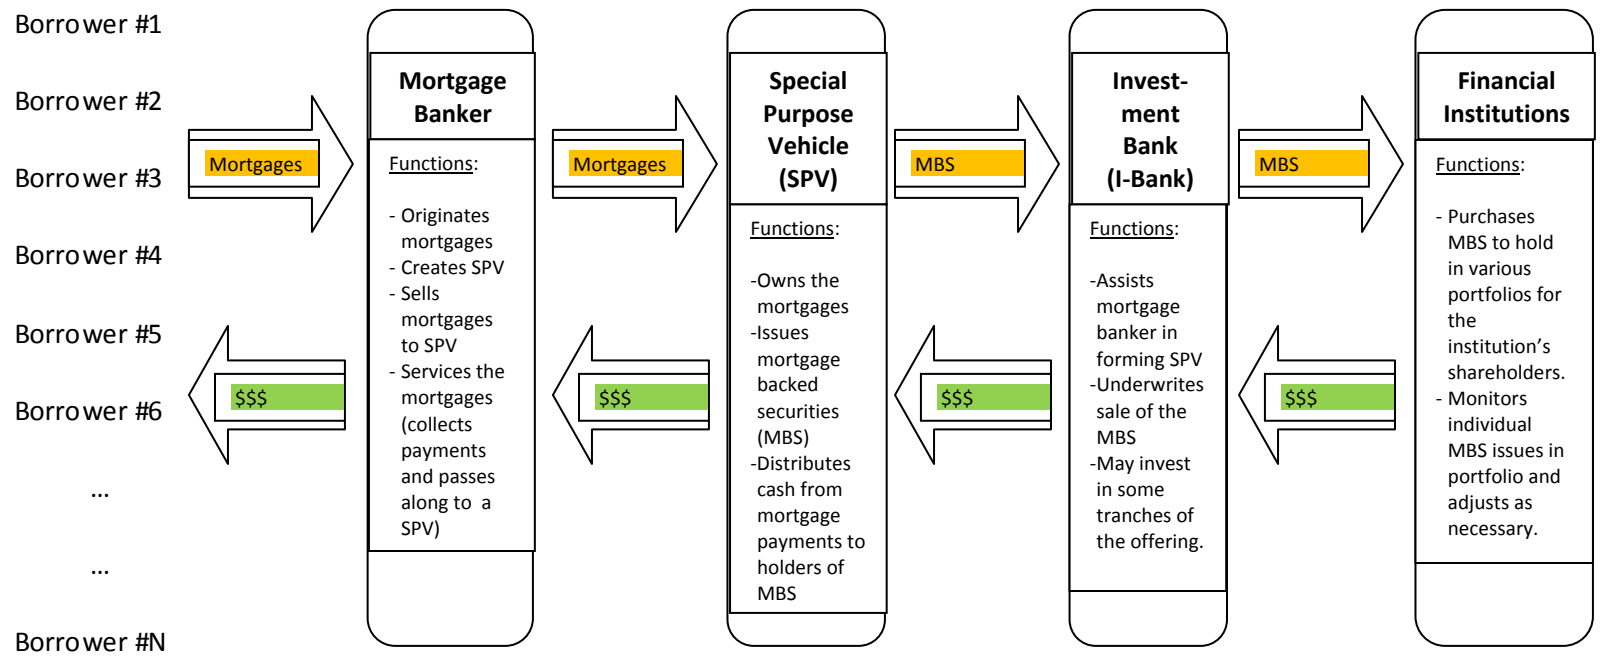 Borrower #1
Borrower #2
Borrower #3
Borrower #4
Borrower #5
Borrower #6
...
...
Borrower #N
Mortgages
$$$
Mortgage
Banker
Functions:
- Originates
mortgages
- Creates SPV
- Sells
mortgages
to SPV
- Services the
mortgages
(collects
payments
and passes
along to a
SPV)
Mortgages
$$$
Special
Purpose
Vehicle
(SPV)
Functions:
-Owns the
mortgages
-Issues
mortgage
backed
securities
(MBS)
-Distributes
cash from
mortgage
payments to
holders of
MBS
MBS
$$$
Invest-
ment
Bank
(I-Bank)
Functions:
-Assists
mortgage
banker in
forming SPV
-Underwrites
sale of the
MBS
-May invest
in some
tranches of
the offering.
MBS
$$$
Financial
Institutions
Functions:
- Purchases
MBS to hold
in various
portfolios for
the
institution’s
shareholders.
- Monitors
individual
MBS issues in
portfolio and
adjusts as
necessary.